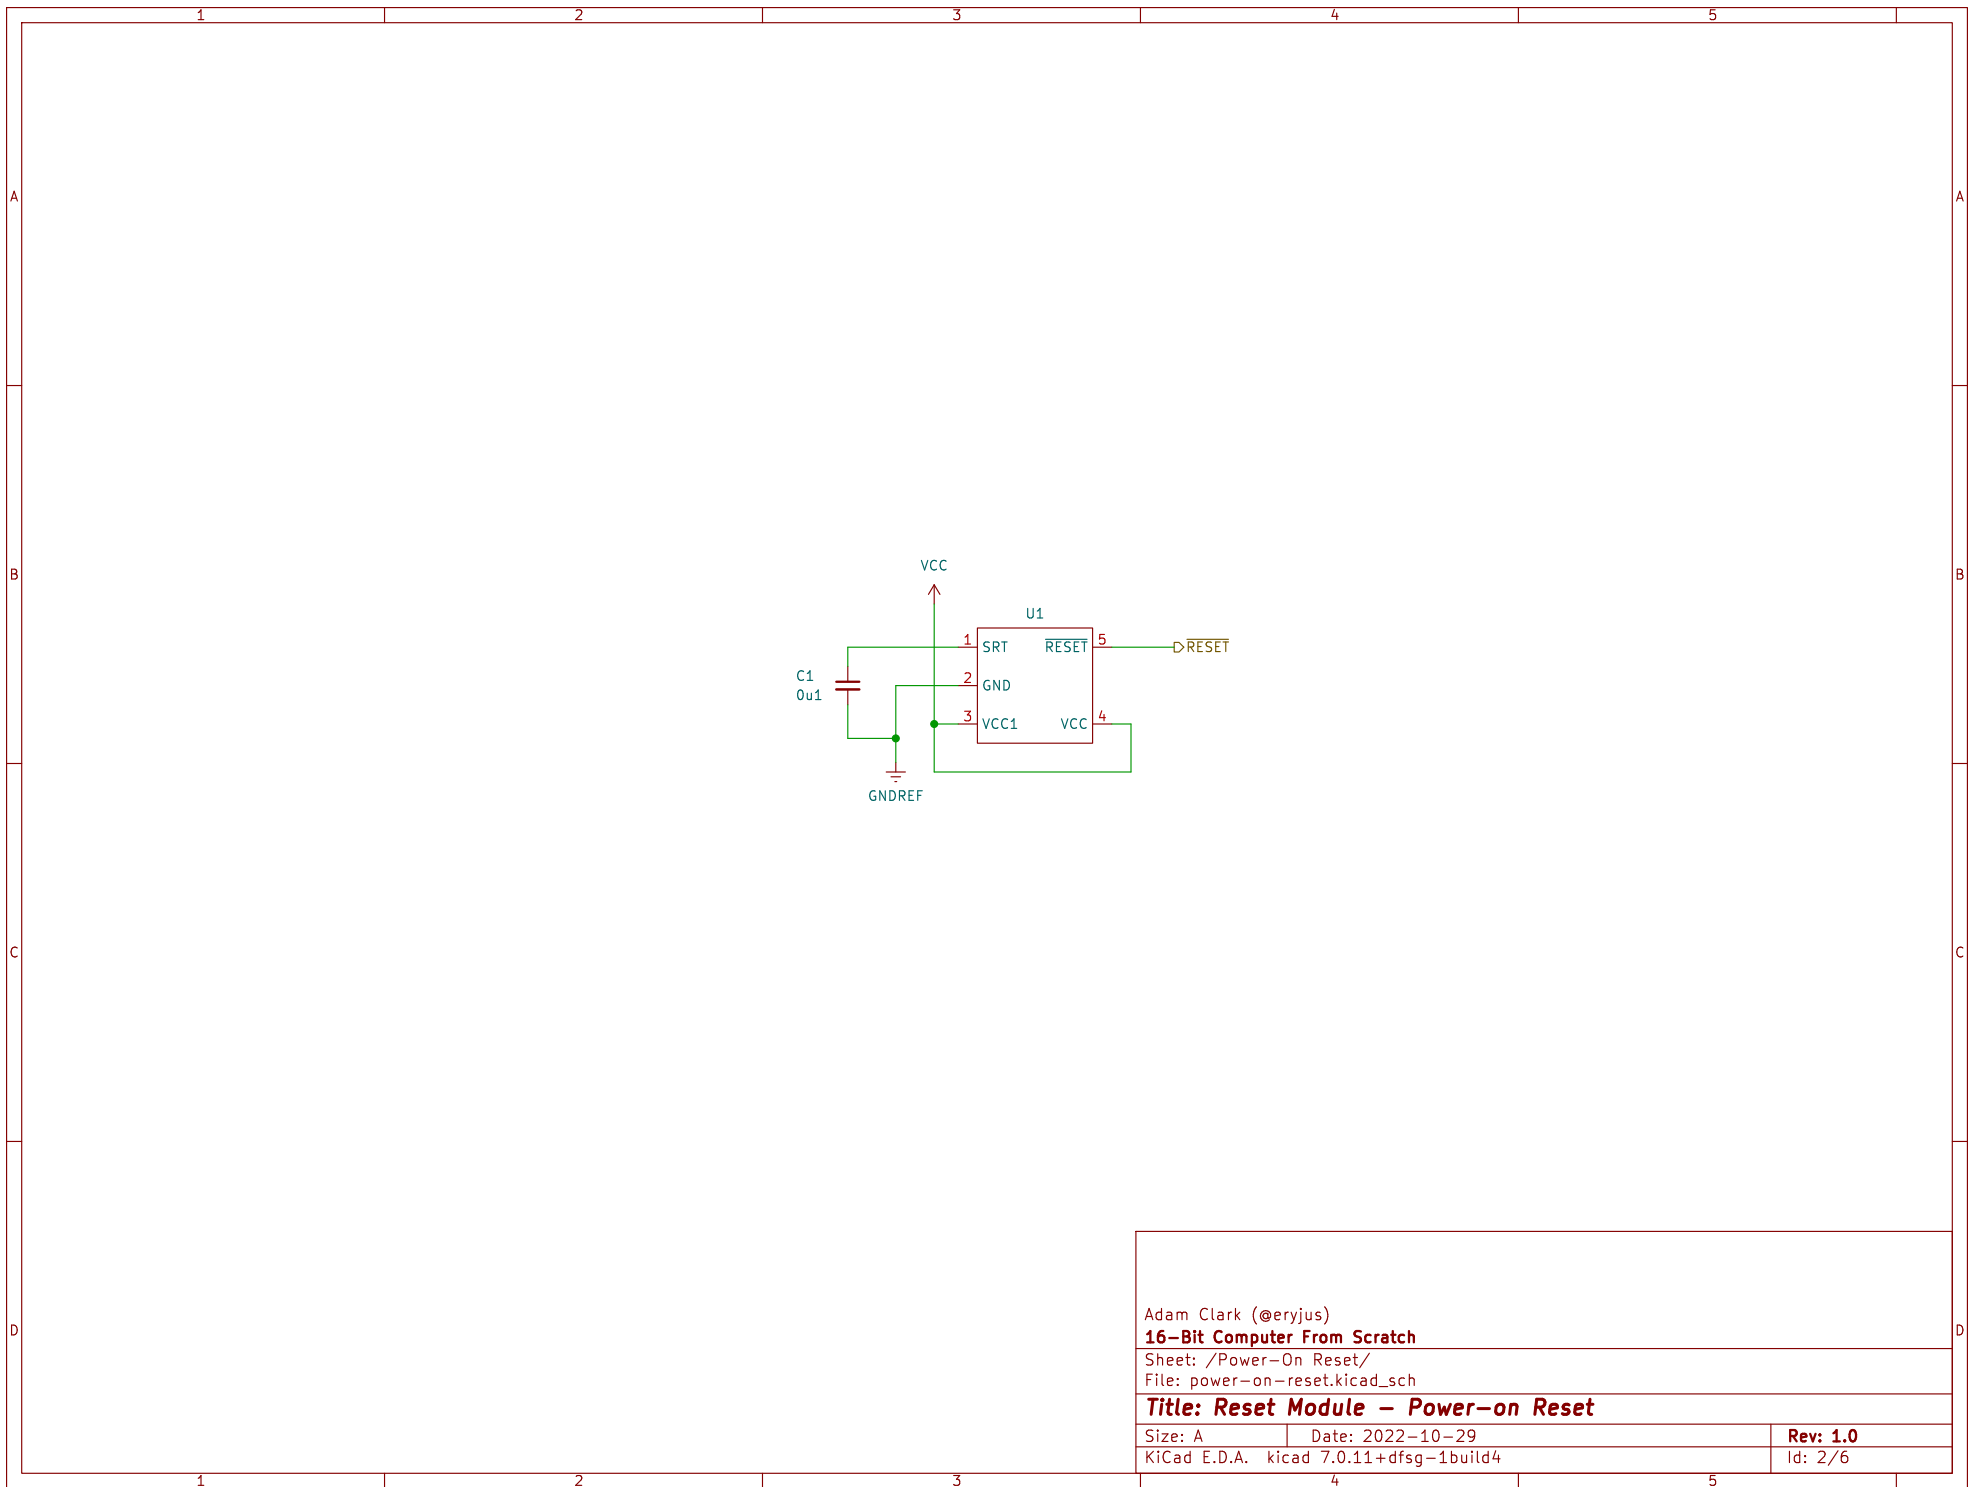 1 2 3 4 5
A A
VCC
B B
U1
1 SRT RESET 5 RESET
C1
2 GND
0u1
3 VCC1 VCC 4
GNDREF
C C
Adam Clark (@eryjus)
D D
16-Bit Computer From Scratch
Sheet: /Power-On Reset/
File: power-on-reset.kicad_sch
Title: Reset Module - Power-on Reset
Size: A Date: 2022-10-29 Rev: 1.0
KiCad E.D.A. kicad 7.0.11+dfsg-1build4 Id: 2/6
1 2 3 4 5